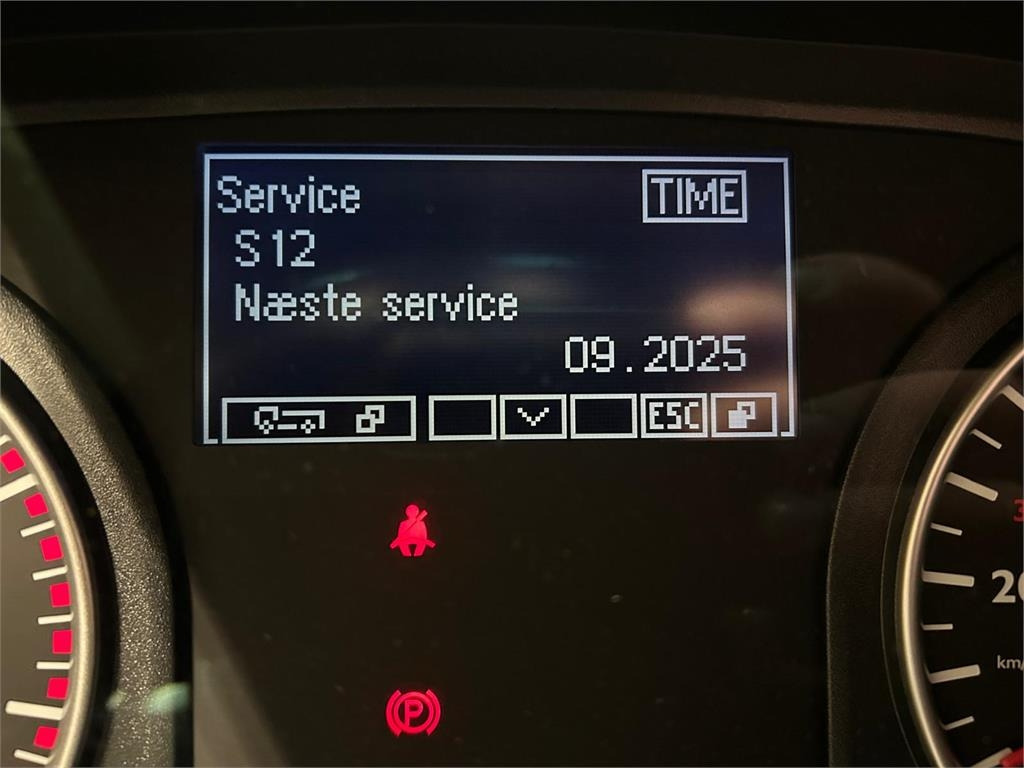 Service TIME
S12
Næste service
09.2025
ESC
P